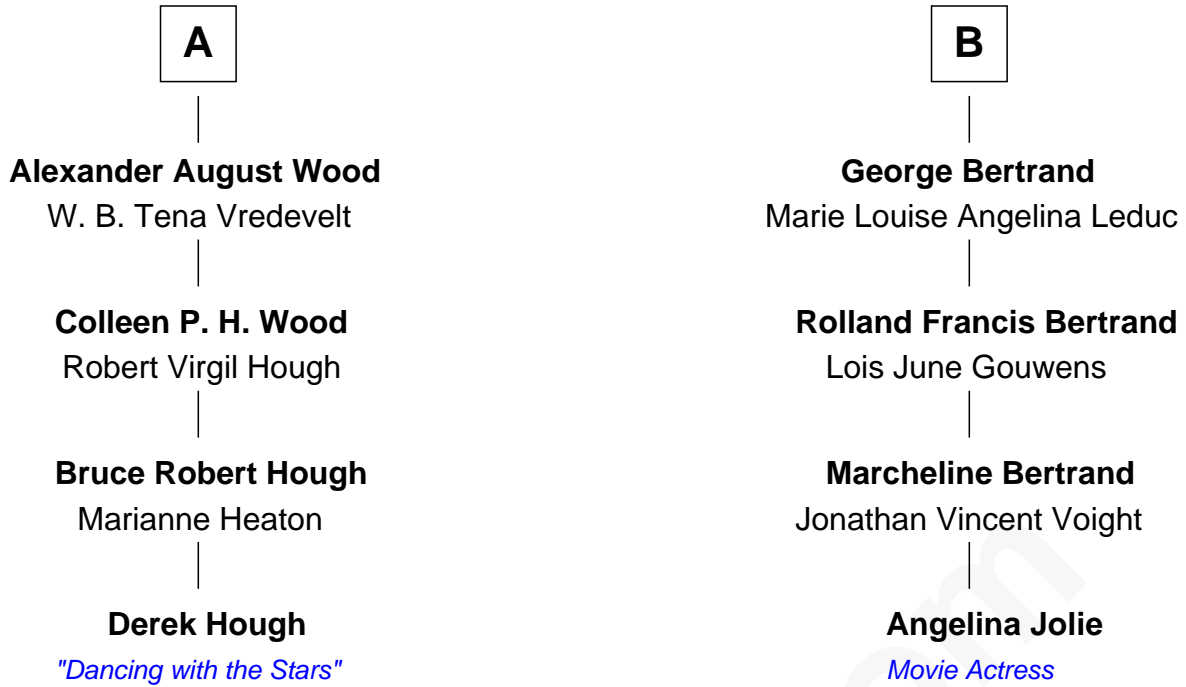 A
B
Alexander August Wood
W. B. Tena Vredevelt
George Bertrand
Marie Louise Angelina Leduc
Colleen P. H. Wood
Robert Virgil Hough
Rolland Francis Bertrand
Lois June Gouwens
Bruce Robert Hough
Marianne Heaton
Marcheline Bertrand
Jonathan Vincent Voight
Derek Hough
"Dancing with the Stars"
Angelina Jolie
Movie Actress